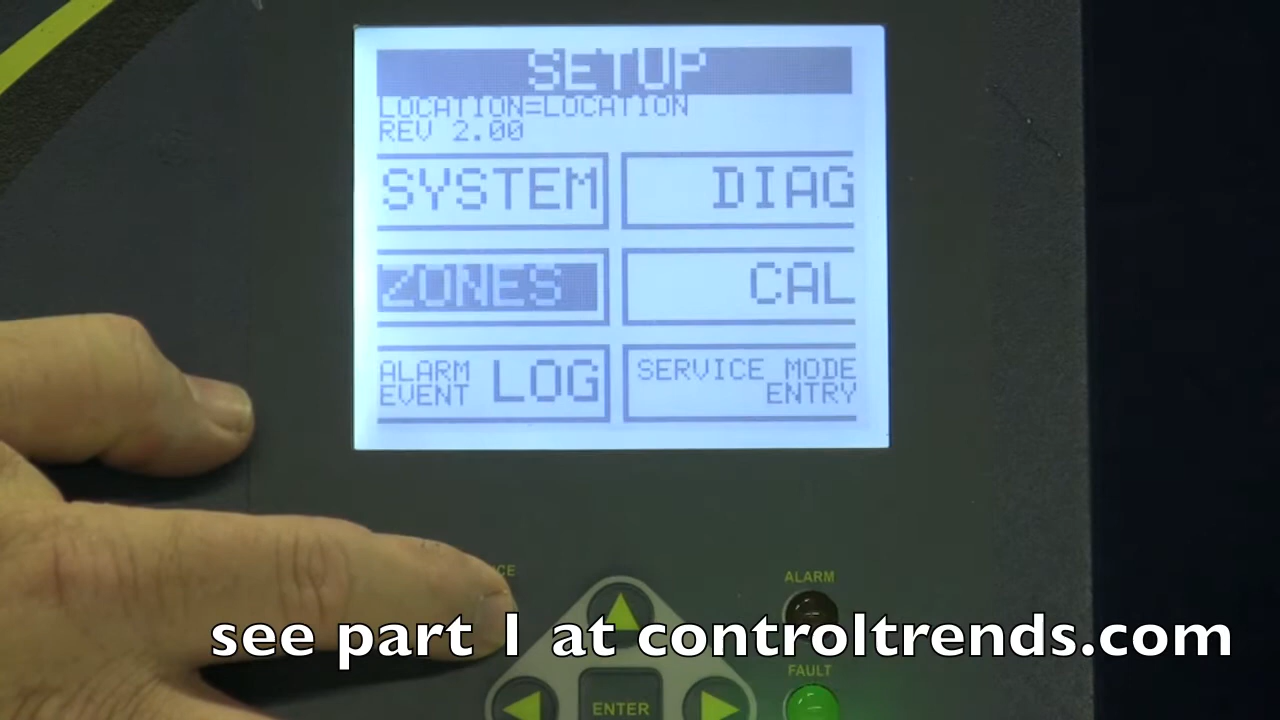 SETUP
LOCATION=LOCATION
REV 2.00
SYSTEM
DIAG
ZONES
CAL
ALARM
EVENT
LOG
SERVICE MODE
ENTRY
ALARM
see part 1 at controltrends.com
FAULT
ENTER